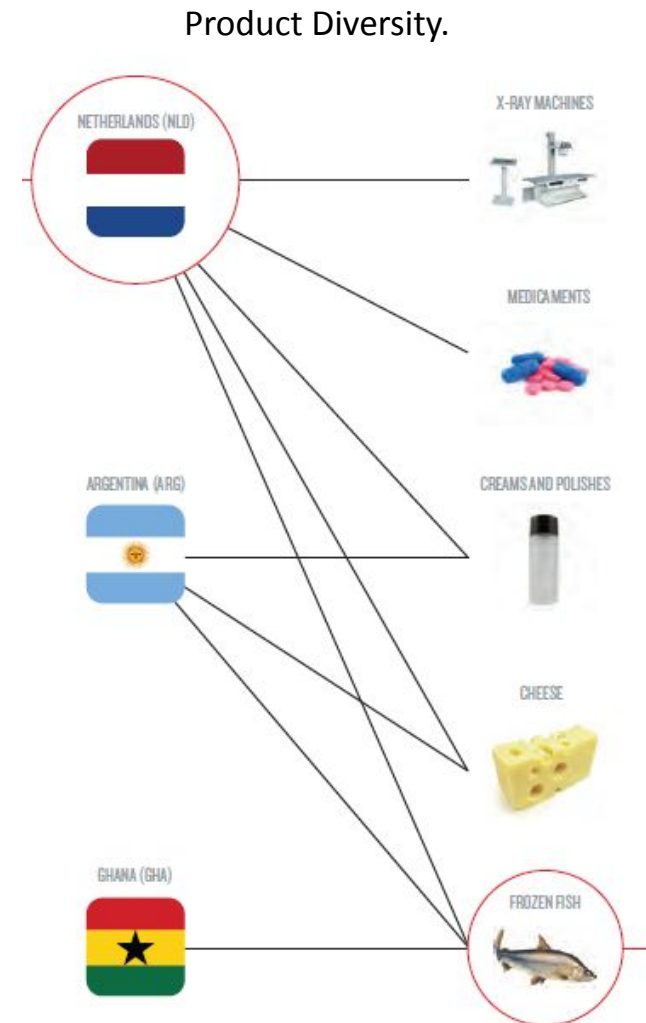 Product Diversity.
NETHERLANDS (NLD)
X-RAY MACHINES
MEDICAMENTS
ARGENTINA (ARG)
CREAMS AND POLISHES
CHEESE
GHANA (GHA)
FROZEN FISH